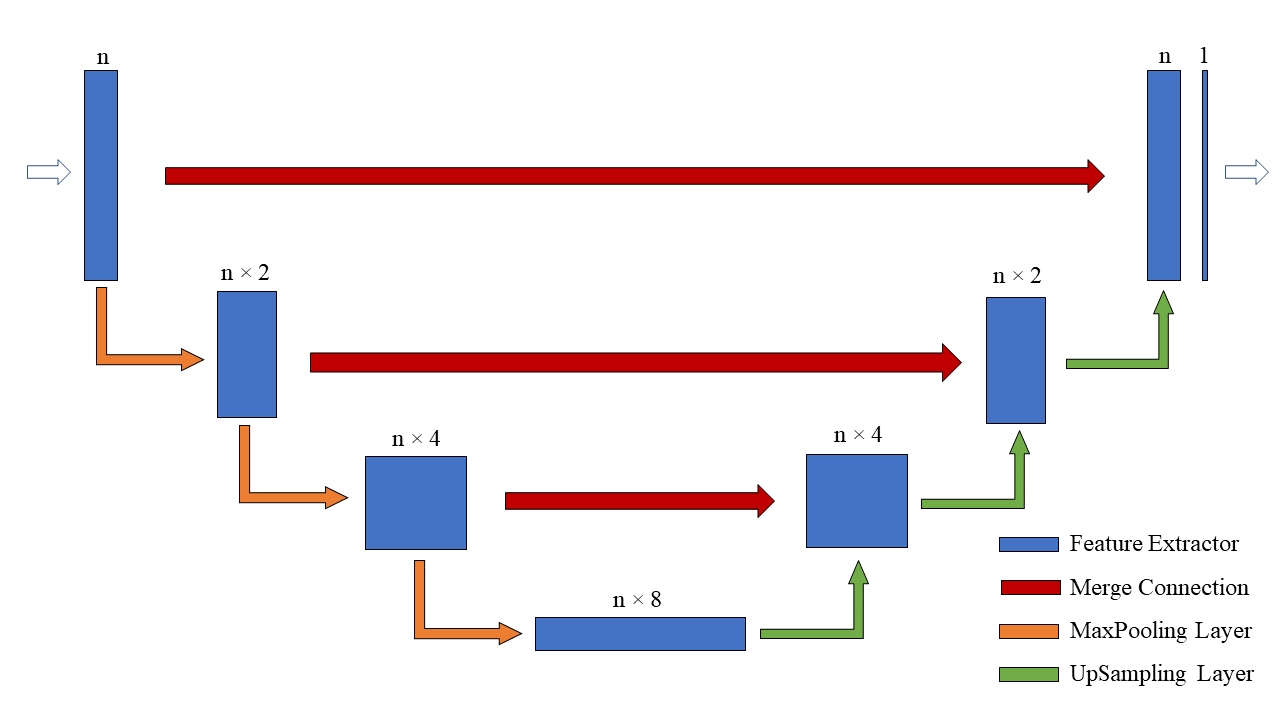 n
n
1
n × 2
n × 2
n × 4
n × 4
n × 8
Feature Extractor
Merge Connection
MaxPooling Layer
UpSampling Layer